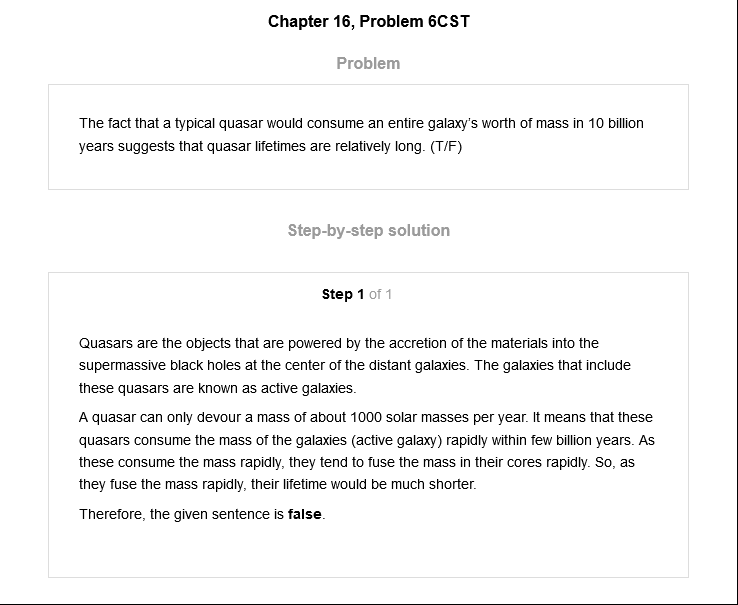 Chapter 16, Problem 6CST
Problem
The fact that a typical quasar would consume an entire galaxy's worth of mass in 10 billion
years suggests that quasar lifetimes are relatively long. (T/F)
Step-by-step solution
Step 1 of 1
Quasars are the objects that are powered by the accretion of the materials into the
supermassive black holes at the center of the distant galaxies. The galaxies that include
these quasars are known as active galaxies.
A quasar can only devour a mass of about 1000 solar masses per year. It means that these
quasars consume the mass of the galaxies (active galaxy) rapidly within few billion years. As
these consume the mass rapidly, they tend to fuse the mass in their cores rapidly. So, as
they fuse the mass rapidly, their lifetime would be much shorter.
Therefore, the given sentence is false.